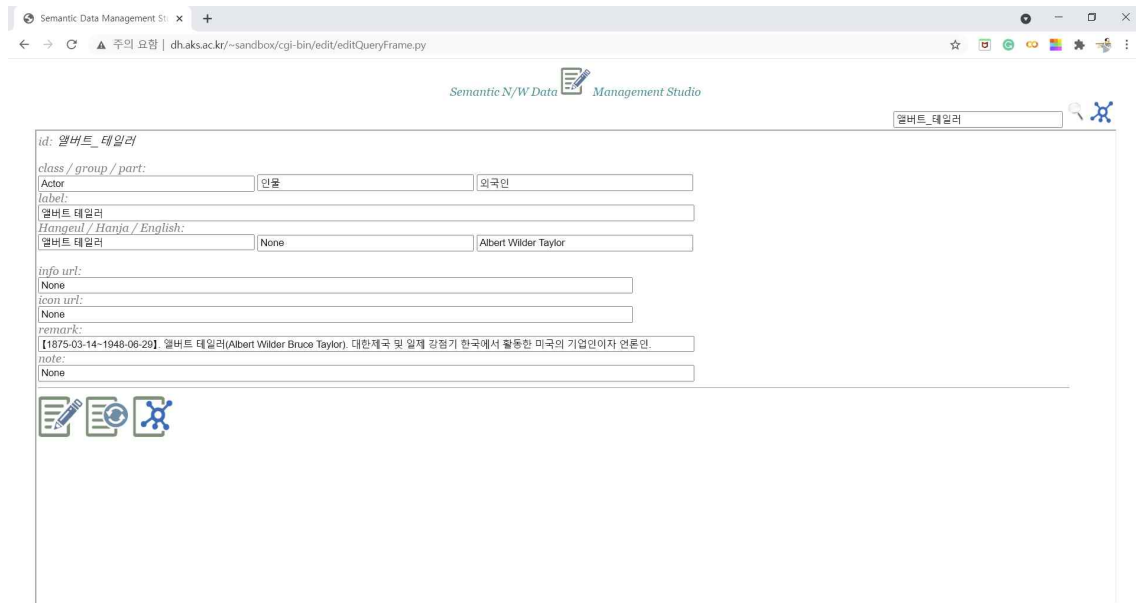 Semantic Data Management St
주의 요함 | dh.aks.ac.kr/~sandbox/cgi-bin/edit/editQueryFrame.py
Semantic N/W Data Management Studio
앨버트_테일러
id: 앨버트_테일러
class / group / part:
Actor 인물 외국인
label:
앨버트 테일러
Hangeul / Hanja / English:
앨버트 테일러 None Albert Wilder Taylor
info url:
None
icon url:
None
remark:
【1875-03-14~1948-06-29】. 앨버트 테일러(Albert Wilder Bruce Taylor). 대한제국 및 일제 강점기 한국에서 활동한 미국의 기업인이자 언론인.
note:
None